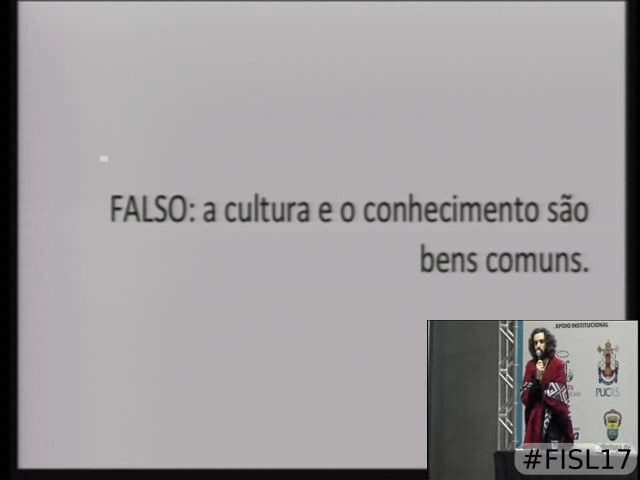 FALSO: a cultura e o conhecimento são
bens comuns.
APOIO INSTITUCIONAL
PUCRS
#FISL17